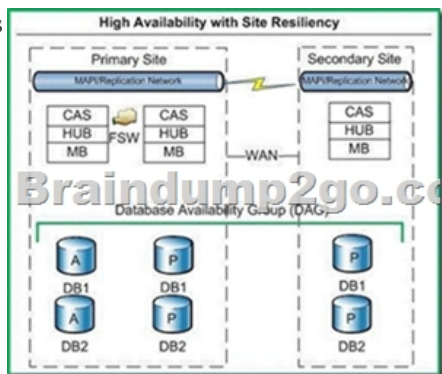 s
High Availability with Site Resiliency
Primary Site
Secondary Site
MAPI/Replication Network
MAPI/Replication Network
CAS
HUB
MB
FSW
CAS
HUB
MB
CAS
HUB
MB
WAN
Braindump2go.co
Database Availability Group (DAG)
A
P
P
DB1
DB1
DB1
A
P
P
DB2
DB2
DB2